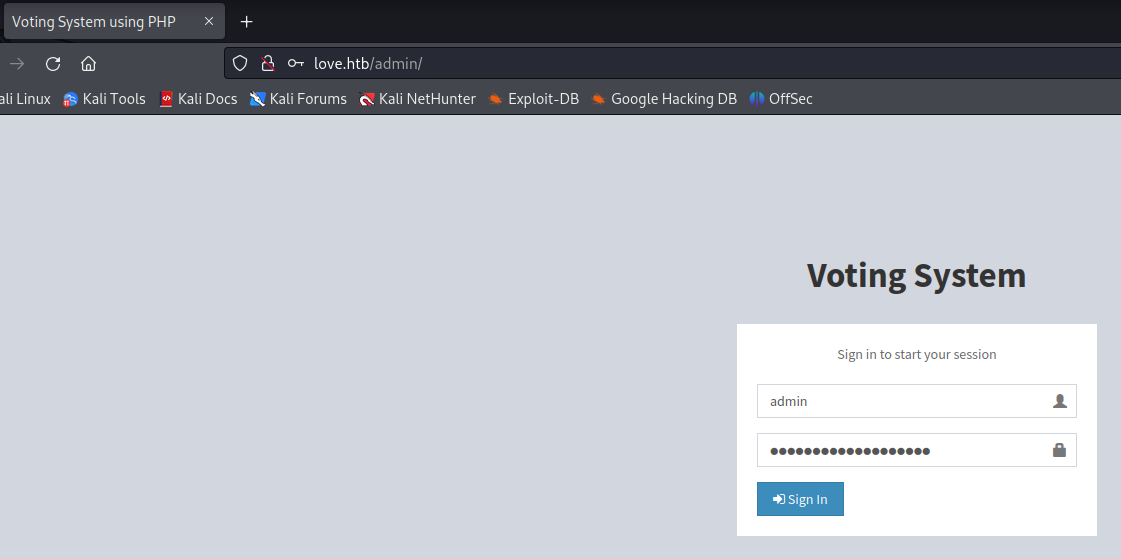 Voting System using PHP
love.htb/admin/
ali Linux Kali Tools Kali Docs Kali Forums Kali NetHunter Exploit-DB Google Hacking DB OffSec
Voting System
Sign in to start your session
admin
●●●●●●●●●●●●●●●●●●●
Sign In